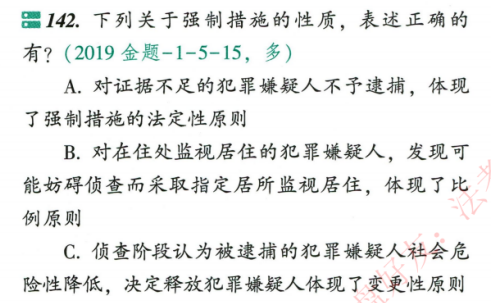 142. 下列关于强制措施的性质，表述正确的
有？(2019 金题-1-5-15，多)
A. 对证据不足的犯罪嫌疑人不予逮捕，体现
了强制措施的法定性原则
B. 对在住处监视居住的犯罪嫌疑人，发现可
能妨碍侦查而采取指定居所监视居住，体现了比
例原则
C. 侦查阶段认为被逮捕的犯罪嫌疑人社会危
险性降低，决定释放犯罪嫌疑人体现了变更性原则